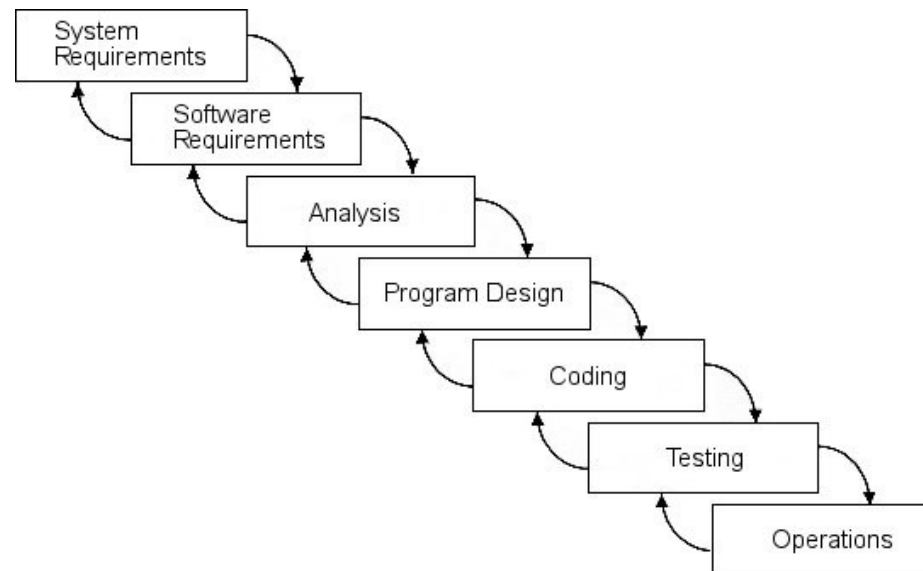 System
Requirements
Software
Requirements
Analysis
Program Design
Coding
Testing
Operations